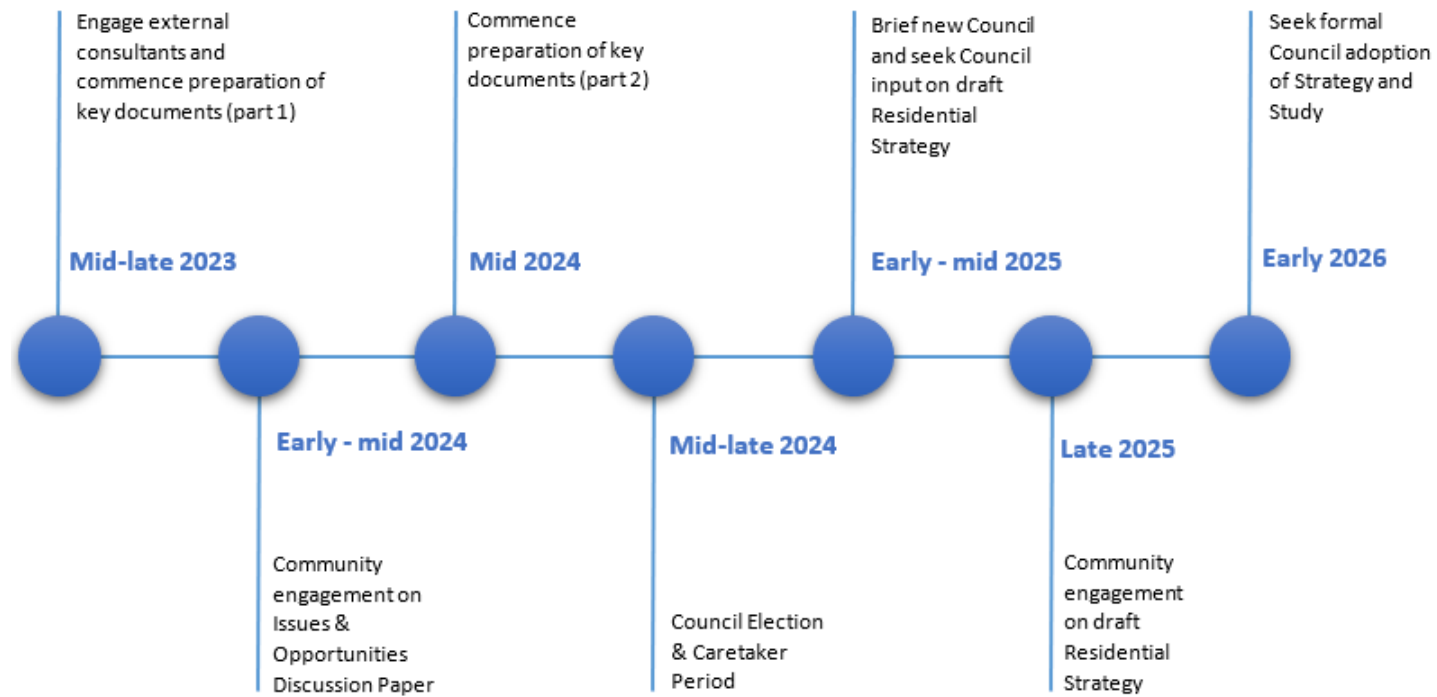 Engage external
consultants and
commence preparation of
key documents (part 1)
Mid-late 2023
Early - mid 2024
Community
engagement on
Issues &
Opportunities
Discussion Paper
Commence
preparation of key
documents (part 2)
Mid 2024
Mid-late 2024
Council Election
& Caretaker
Period
Brief new Council
and seek Council
input on draft
Residential
Strategy
Early - mid 2025
Late 2025
Community
engagement
on draft
Residential
Strategy
Seek formal
Council adoption
of Strategy and
Study
Early 2026